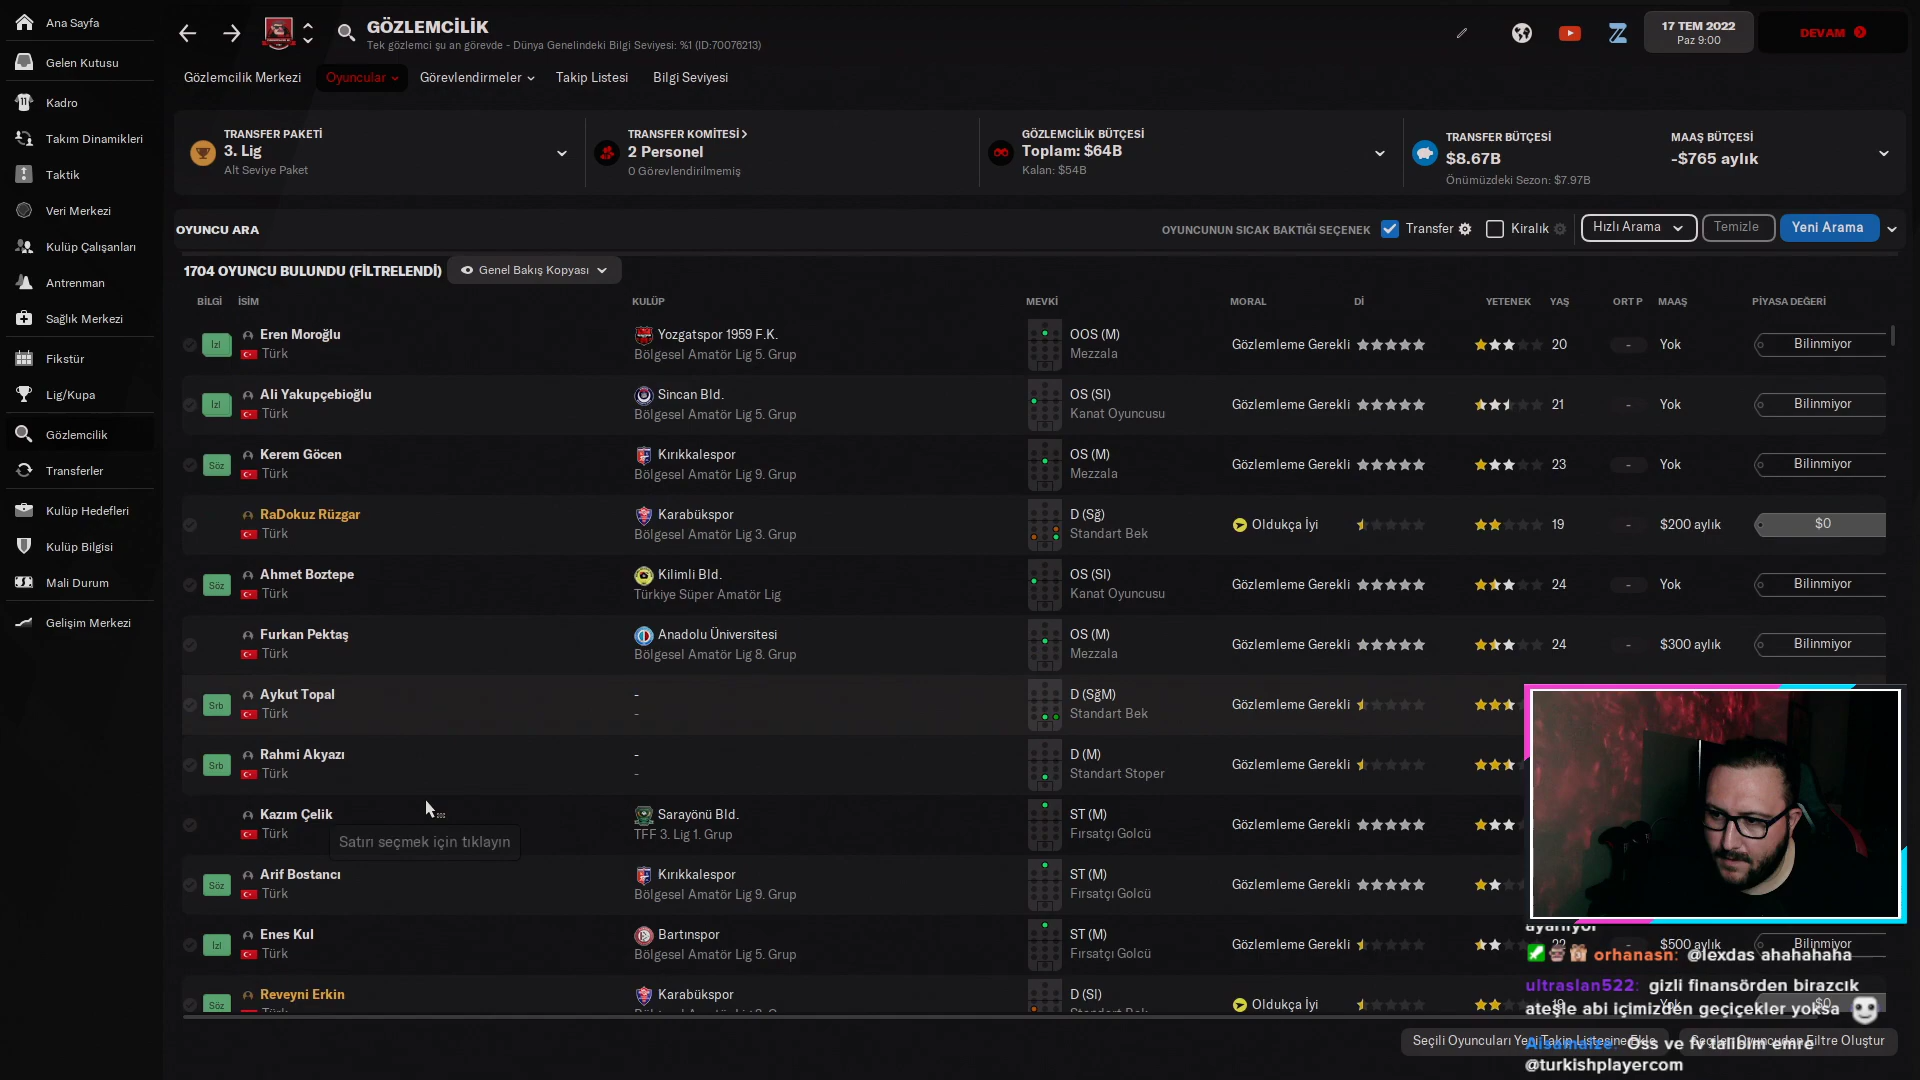 Ana Sayfa
Gelen Kutusu
Kadro
Takım Dinamikleri
Taktik
Veri Merkezi
Kulüp Çalışanları
Antrenman
Sağlık Merkezi
Fikstür
Lig/Kupa
Gözlemcilik
Transferler
Kulüp Hedefleri
Kulüp Bilgisi
Mali Durum
Gelişim Merkezi
GÖZLEMCİLİK
Tek gözlemci şu an görevde - Dünya Genelindeki Bilgi Seviyesi: %1 (ID:70076213)
17 TEM 2022
Paz 9:00
DEVAM
Gözlemcilik Merkezi Oyuncular Görevlendirmeler Takip Listesi Bilgi Seviyesi
TRANSFER PAKETİ
3. Lig
Alt Seviye Paket
TRANSFER KOMİTESİ >
2 Personel
0 Görevlendirilmemiş
GÖZLEMCİLİK BÜTÇESİ
Toplam: $64B
Kalan: $54B
TRANSFER BÜTÇESİ
$8.67B
Önümüzdeki Sezon: $7.97B
MAAŞ BÜTÇESİ
-$765 aylık
OYUNCU ARA
OYUNCUNUN SICAK BAKTIĞI SEÇENEK Transfer Kiralık Hızlı Arama Temizle Yeni Arama
1704 OYUNCU BULUNDU (FİLTRELENDİ) Genel Bakış Kopyası
BİLGİ İSİM KULÜP MEVKİ MORAL Dİ YETENEK YAŞ ORT P MAAŞ PİYASA DEĞERİ
İzl Eren Moroğlu Yozgatspor 1959 F.K. OOS (M) Gözlemleme Gerekli 20 - Yok Bilinmiyor
Türk Bölgesel Amatör Lig 5. Grup Mezzala
İzl Ali Yakupçebioğlu Sincan Bld. OS (Sl) Gözlemleme Gerekli 21 - Yok Bilinmiyor
Türk Bölgesel Amatör Lig 5. Grup Kanat Oyuncusu
Söz Kerem Göcen Kırıkkalespor OS (M) Gözlemleme Gerekli 23 - Yok Bilinmiyor
Türk Bölgesel Amatör Lig 9. Grup Mezzala
RaDokuz Rüzgar Karabükspor D (Sğ) Oldukça İyi 19 - $200 aylık $0
Türk Bölgesel Amatör Lig 3. Grup Standart Bek
Söz Ahmet Boztepe Kilimli Bld. OS (Sl) Gözlemleme Gerekli 24 - Yok Bilinmiyor
Türk Türkiye Süper Amatör Lig Kanat Oyuncusu
Furkan Pektaş Anadolu Üniversitesi OS (M) Gözlemleme Gerekli 24 - $300 aylık Bilinmiyor
Türk Bölgesel Amatör Lig 8. Grup Mezzala
Srb Aykut Topal - D (SğM) Gözlemleme Gerekli
Türk - Standart Bek
Srb Rahmi Akyazı - D (M) Gözlemleme Gerekli
Türk - Standart Stoper
Kazım Çelik Sarayönü Bld. ST (M) Gözlemleme Gerekli
Türk TFF 3. Lig 1. Grup Fırsatçı Golcü
Satırı seçmek için tıklayın
Söz Arif Bostancı Kırıkkalespor ST (M) Gözlemleme Gerekli
Türk Bölgesel Amatör Lig 9. Grup Fırsatçı Golcü
İzl Enes Kul Bartınspor ST (M) Gözlemleme Gerekli 22 - $500 aylık Bilinmiyor
Türk Bölgesel Amatör Lig 5. Grup Fırsatçı Golcü
Söz Reveyni Erkin Karabükspor D (Sl) Oldukça İyi 19 Yok $0
ayarlıyor
orhanasn: @lexdas ahahahaha
ultraslan522: gizli finansörden birazcık
ateşle abi içimizden geçiçekler yoksa
Seçili Oyuncuları Yeni Takip Listesine Ekle
Filtre Oluştur
Oss ve fv talibim emre
@turkishplayercom